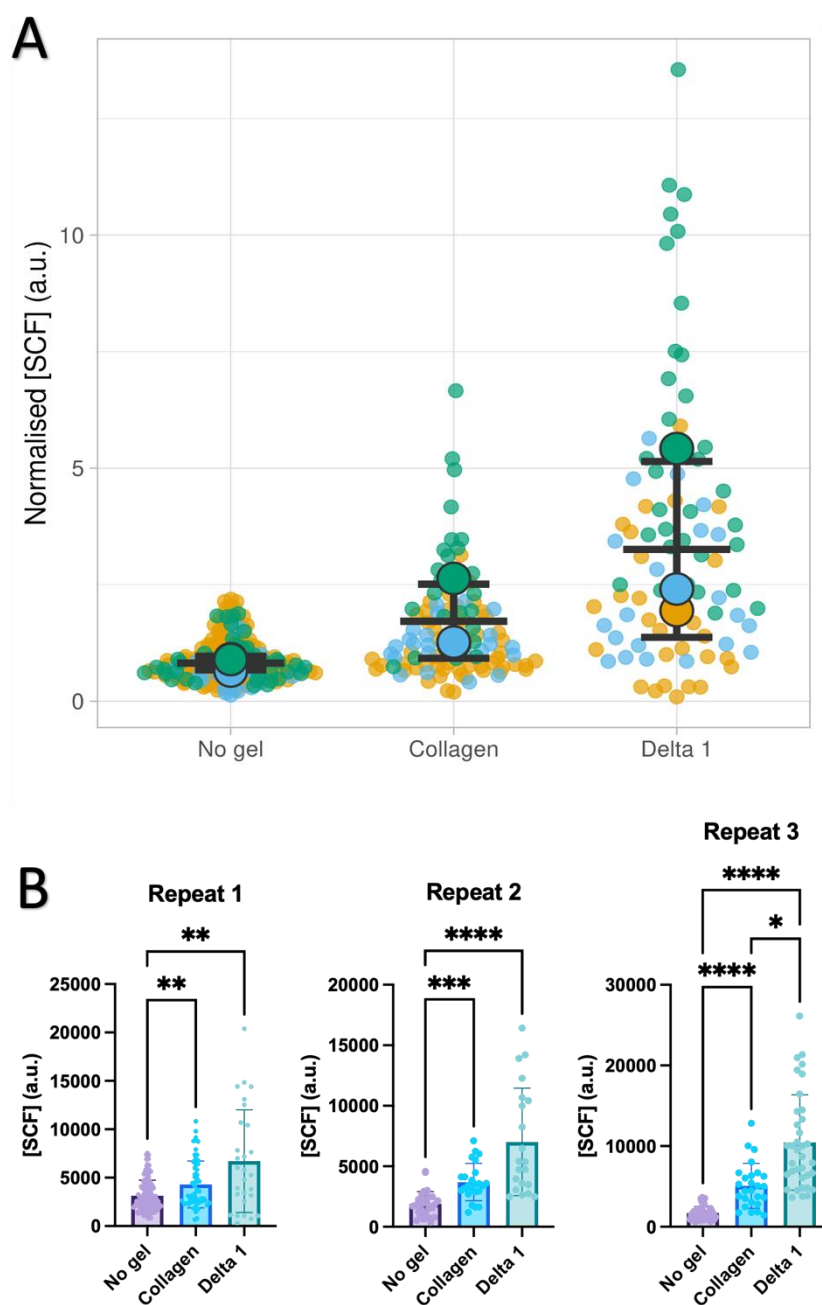 A
Normalised [SCF] (a.u.)
10
5
0
No gel
Collagen
Delta 1
B
Repeat 1
**
**
[SCF] (a.u.)
25000
20000
15000
10000
5000
0
No gel
Collagen
Delta 1
Repeat 2
****
***
[SCF] (a.u.)
20000
15000
10000
5000
0
No gel
Collagen
Delta 1
Repeat 3
****
*
****
[SCF] (a.u.)
30000
20000
10000
0
No gel
Collagen
Delta 1